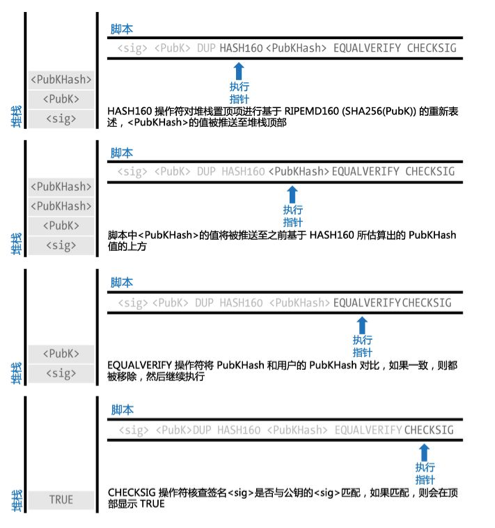 脚本
<sig> <PubK> DUP HASH160 <PubKHash> EQUALVERIFY CHECKSIG
执行
指针
<PubKHash>
<PubK>
<sig>
堆栈
HASH160 操作符对堆栈置顶项进行基于 RIPEMD160 (SHA256(PubK)) 的重新表
述，<PubKHash>的值被推送至堆栈顶部
脚本
<sig> <PubK> DUP HASH160 <PubKHash> EQUALVERIFY CHECKSIG
执行
指针
<PubKHash>
<PubKHash>
<PubK>
<sig>
堆栈
脚本中<PubKHash>的值将被推送至之前基于 HASH160 所估算出的 PubKHash
值的上方
脚本
<sig> <PubK> DUP HASH160 <PubKHash> EQUALVERIFY CHECKSIG
执行
指针
<PubK>
<sig>
堆栈
EQUALVERIFY 操作符将 PubKHash 和用户的 PubKHash 对比，如果一致，则都
被移除，然后继续执行
脚本
<sig> <PubK>DUP HASH160 <PubKHash> EQUALVERIFY CHECKSIG
执行
指针
TRUE
堆栈
CHECKSIG 操作符核查签名<sig>是否与公钥的<sig>匹配，如果匹配，则会在顶
部显示 TRUE